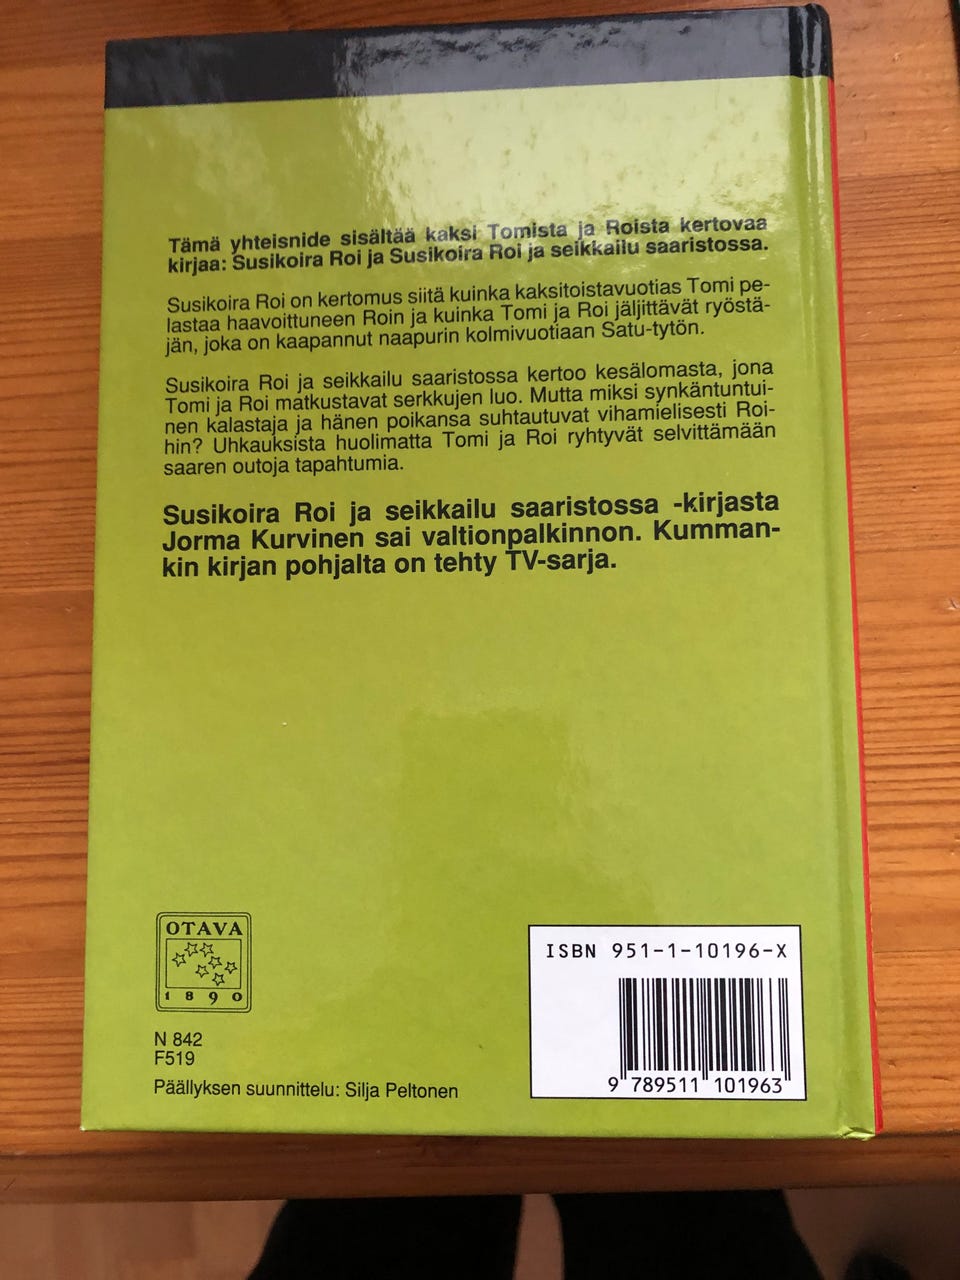 Tämä yhteisnide sisältää kaksi Tomista ja Roista kertovaa
kirjaa: Susikoira Roi ja Susikoira Roi ja seikkailu saaristossa.
Susikoira Roi on kertomus siitä kuinka kaksitoistavuotias Tomi pe-
lastaa haavoittuneen Roin ja kuinka Tomi ja Roi jäljittävät ryöstä-
jän, joka on kaapannut naapurin kolmivuotiaan Satu-tytön.
Susikoira Roi ja seikkailu saaristossa kertoo kesälomasta, jona
Tomi ja Roi matkustavat serkkujen luo. Mutta miksi synkäntuntui-
nen kalastaja ja hänen poikansa suhtautuvat vihamielisesti Roi-
hin? Uhkauksista huolimatta Tomi ja Roi ryhtyvät selvittämään
saaren outoja tapahtumia.
Susikoira Roi ja seikkailu saaristossa -kirjasta
Jorma Kurvinen sai valtionpalkinnon. Kumman-
kin kirjan pohjalta on tehty TV-sarja.
OTAVA
1890
N 842
F519
Päällyksen suunnittelu: Silja Peltonen
ISBN 951-1-10196-X
9 789511 101963